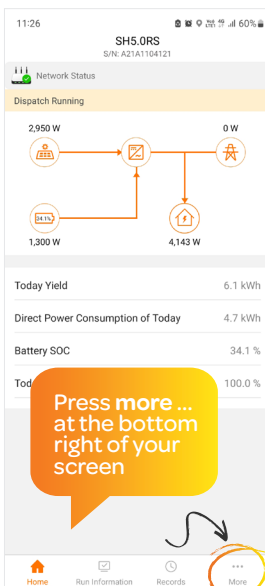 11:26 60%
SH5.0RS
S/N: A21A1104121
Network Status
Dispatch Running
2,950 W 0 W
34.1%
1,300 W 4,143 W
Today Yield 6.1 kWh
Direct Power Consumption of Today 4.7 kWh
Battery SOC 34.1 %
Tod 100.0 %
Press more ...
at the bottom
right of your
screen
Home Run Information Records More